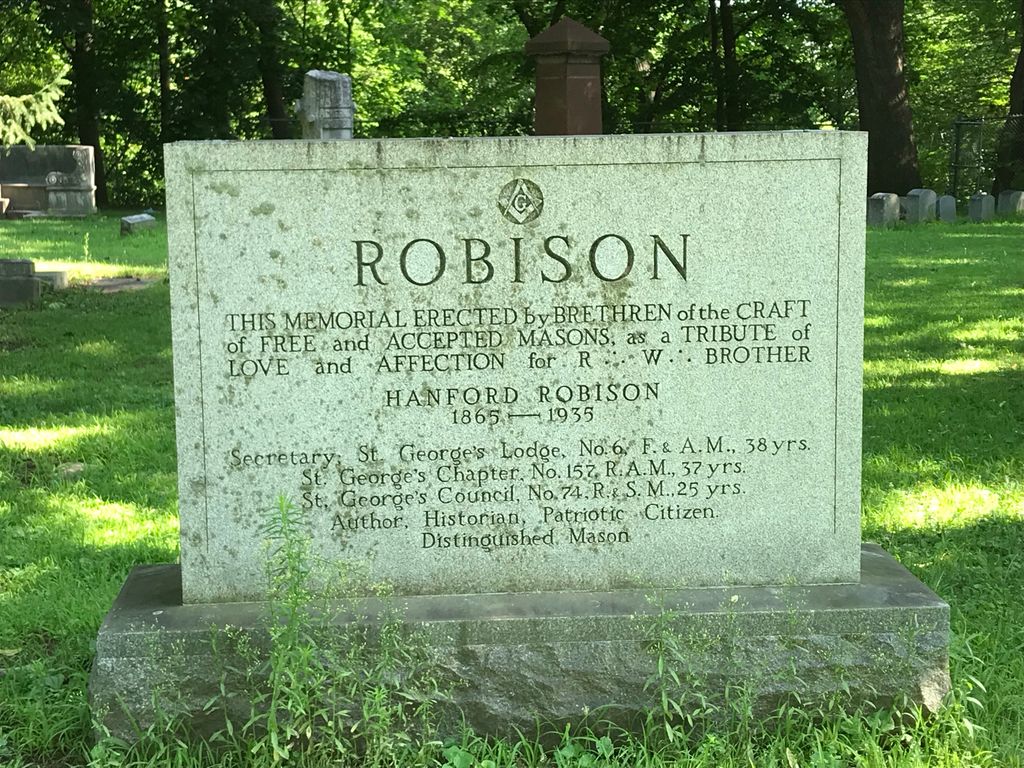 G
ROBISON
THIS MEMORIAL ERECTED by BRETHREN of the CRAFT
of FREE and ACCEPTED MASONS, as a TRIBUTE of
LOVE and AFFECTION for R∴ W∴ BROTHER
HANFORD ROBISON
1865—1935
Secretary: St. George's Lodge, No. 6, F. & A.M., 38 yrs.
St. George's Chapter, No. 157, R.A.M., 37 yrs.
St. George's Council, No. 74, R. & S. M., 25 yrs.
Author, Historian, Patriotic Citizen.
Distinguished Mason